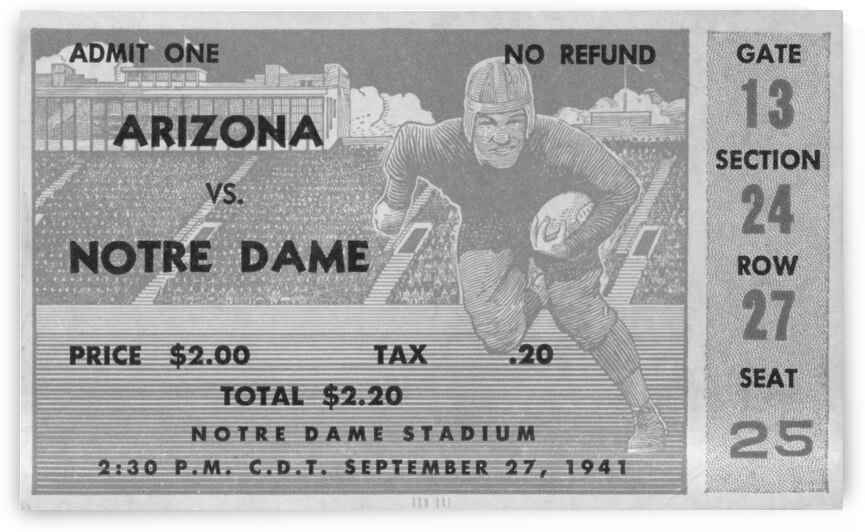 ADMIT ONE NO REFUND
ARIZONA
VS.
NOTRE DAME
PRICE $2.00 TAX .20
TOTAL $2.20
NOTRE DAME STADIUM
2:30 P.M. C.D.T. SEPTEMBER 27, 1941
GATE
13
SECTION
24
ROW
27
SEAT
25